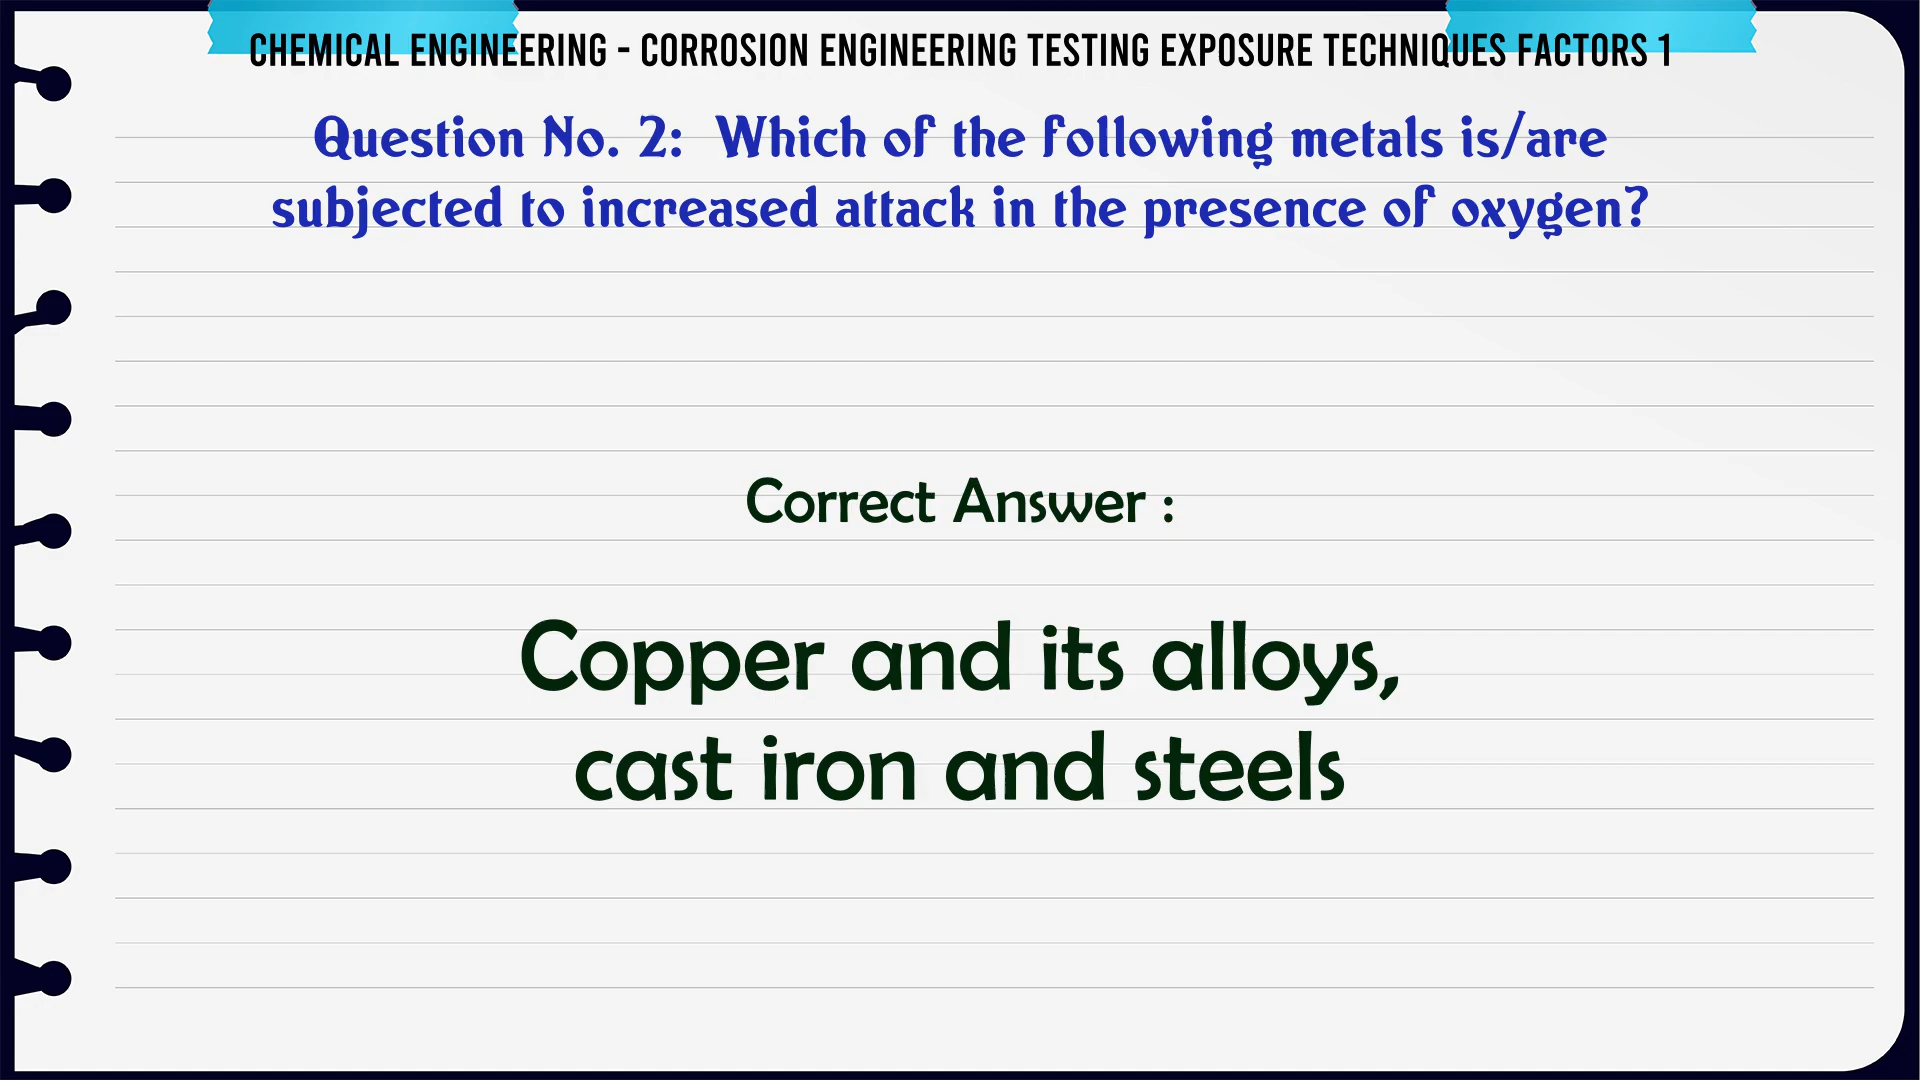 CHEMICAL ENGINEERING - CORROSION ENGINEERING TESTING EXPOSURE TECHNIQUES FACTORS 1
Question No. 2: Which of the following metals is/are
subjected to increased attack in the presence of oxygen?
Correct Answer :
Copper and its alloys,
cast iron and steels